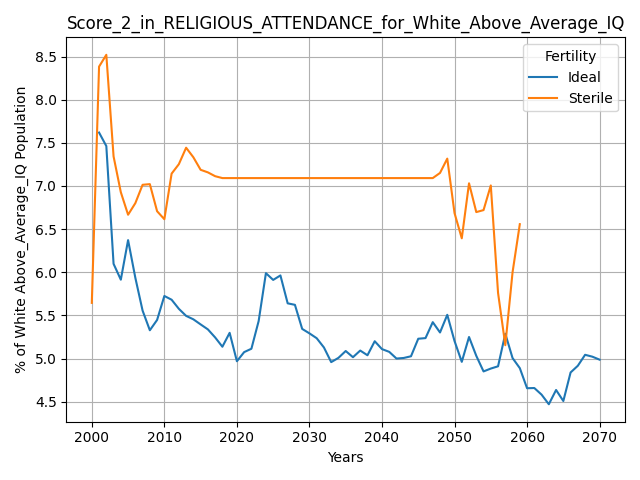 Score_2_in_RELIGIOUS_ATTENDANCE_for_White_Above_Average_IQ
Fertility
Ideal
Sterile
% of White Above_Average_IQ Population
8.5
8.0
7.5
7.0
6.5
6.0
5.5
5.0
4.5
2000 2010 2020 2030 2040 2050 2060 2070
Years